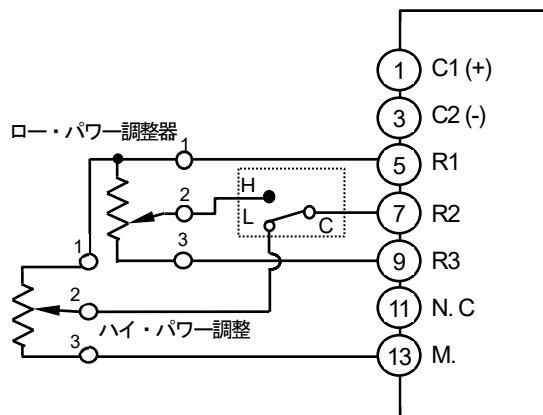 1 C1 (+)
3 C2 (-)
ロー・パワー調整器
1
5 R1
H
2
L
C
7 R2
3
9 R3
1
2
11 N. C
ハイ・パワー調整
3
13 M.